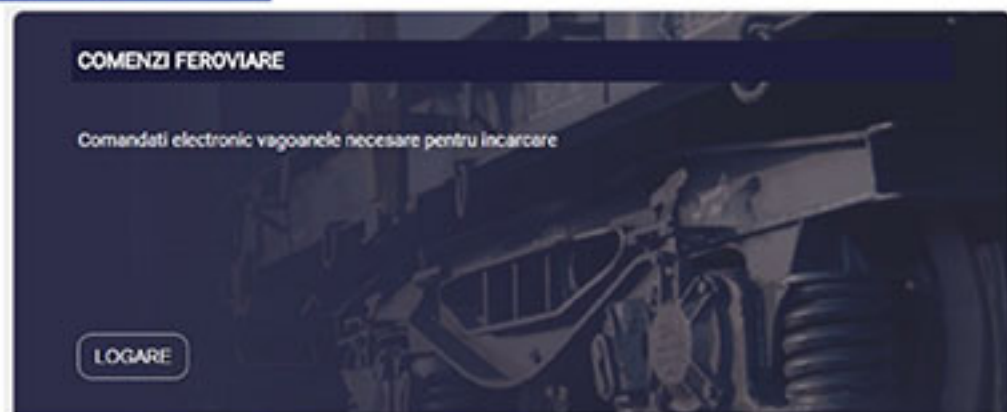 COMENZI FEROVIARE
Comandati electronic vagoanele necesare pentru incarcare
LOGARE